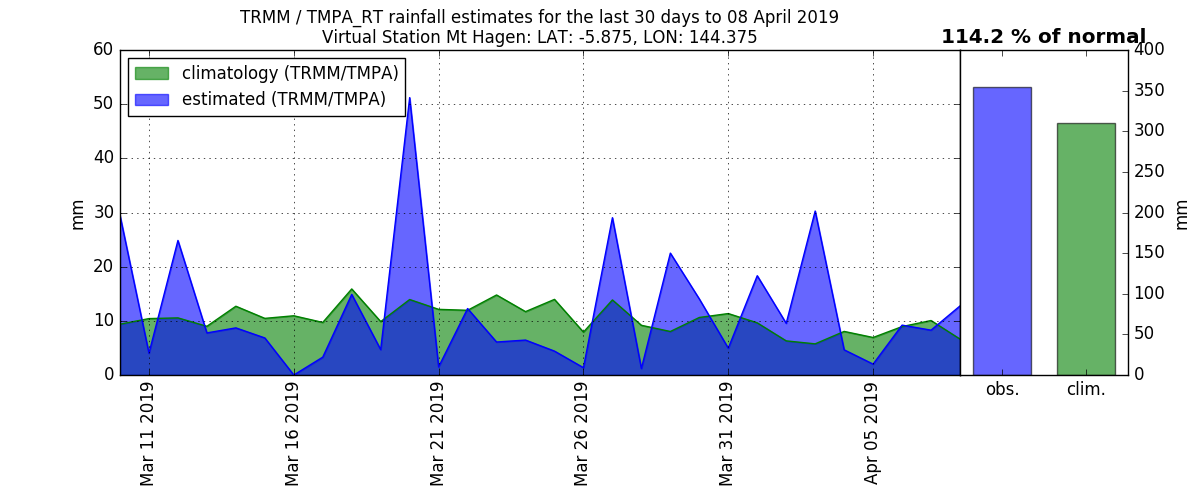 TRMM / TMPA_RT rainfall estimates for the last 30 days to 08 April 2019
Virtual Station Mt Hagen: LAT: -5.875, LON: 144.375
114.2 % of normal
climatology (TRMM/TMPA)
estimated (TRMM/TMPA)
mm
60
50
40
30
20
10
0
Mar 11 2019
Mar 16 2019
Mar 21 2019
Mar 26 2019
Mar 31 2019
Apr 05 2019
obs.
clim.
400
350
300
250
200
150
100
50
0
mm